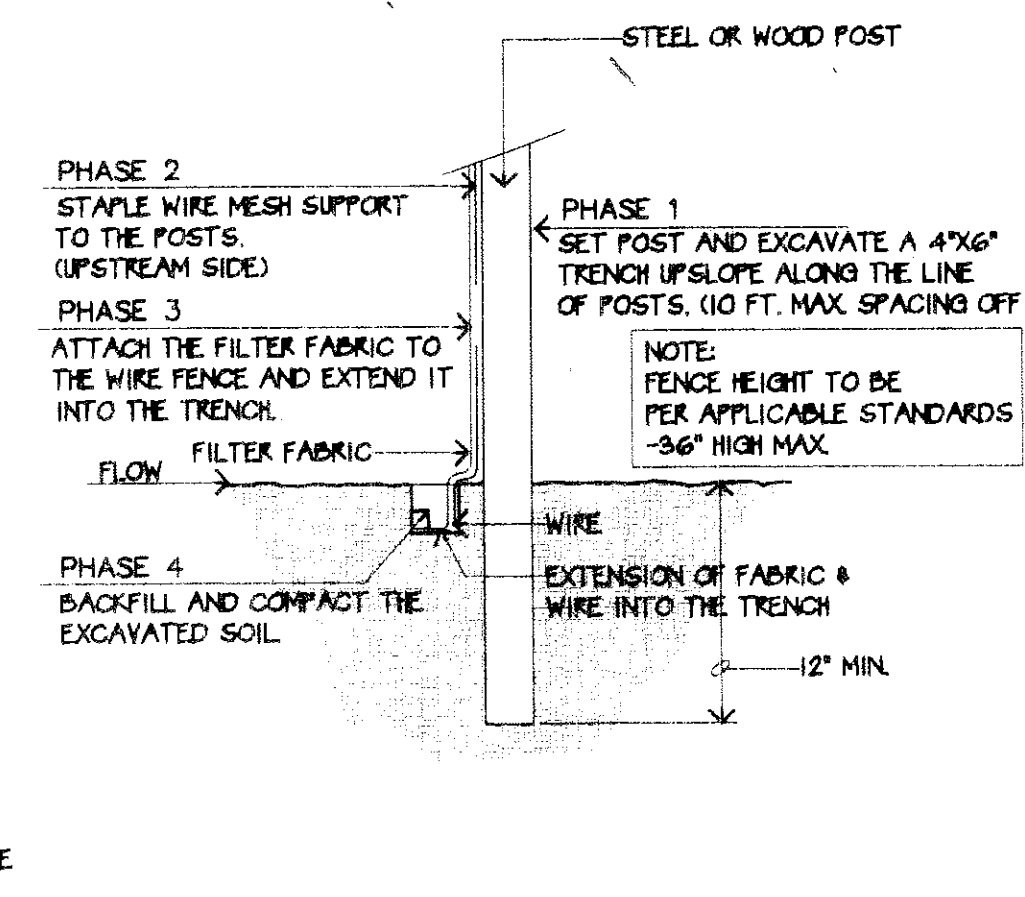 STEEL OR WOOD POST
PHASE 2
STAPLE WIRE MESH SUPPORT
TO THE POSTS.
(UPSTREAM SIDE)
PHASE 1
SET POST AND EXCAVATE A 4"X6"
TRENCH UPSLOPE ALONG THE LINE
OF POSTS. (10 FT. MAX. SPACING OFF
PHASE 3
ATTACH THE FILTER FABRIC TO
THE WIRE FENCE AND EXTEND IT
INTO THE TRENCH.
NOTE:
FENCE HEIGHT TO BE
PER APPLICABLE STANDARDS
-36" HIGH MAX.
FILTER FABRIC
FLOW
WIRE
PHASE 4
BACKFILL AND COMPACT THE
EXCAVATED SOIL
EXTENSION OF FABRIC &
WIRE INTO THE TRENCH
12" MIN.
E